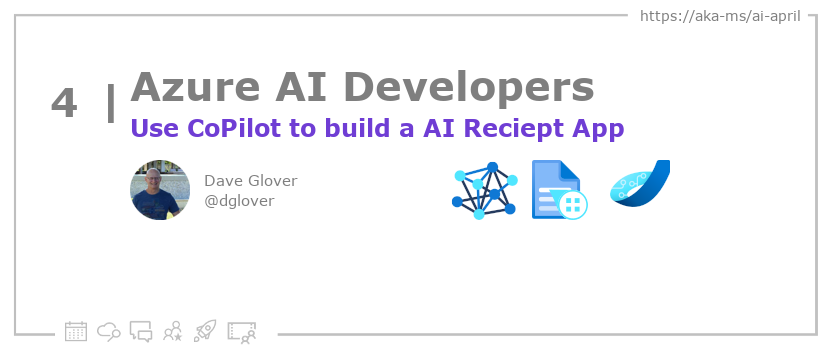 https://aka-ms/ai-april
4 | Azure AI Developers
Use CoPilot to build a AI Reciept App
Dave Glover
@dglover